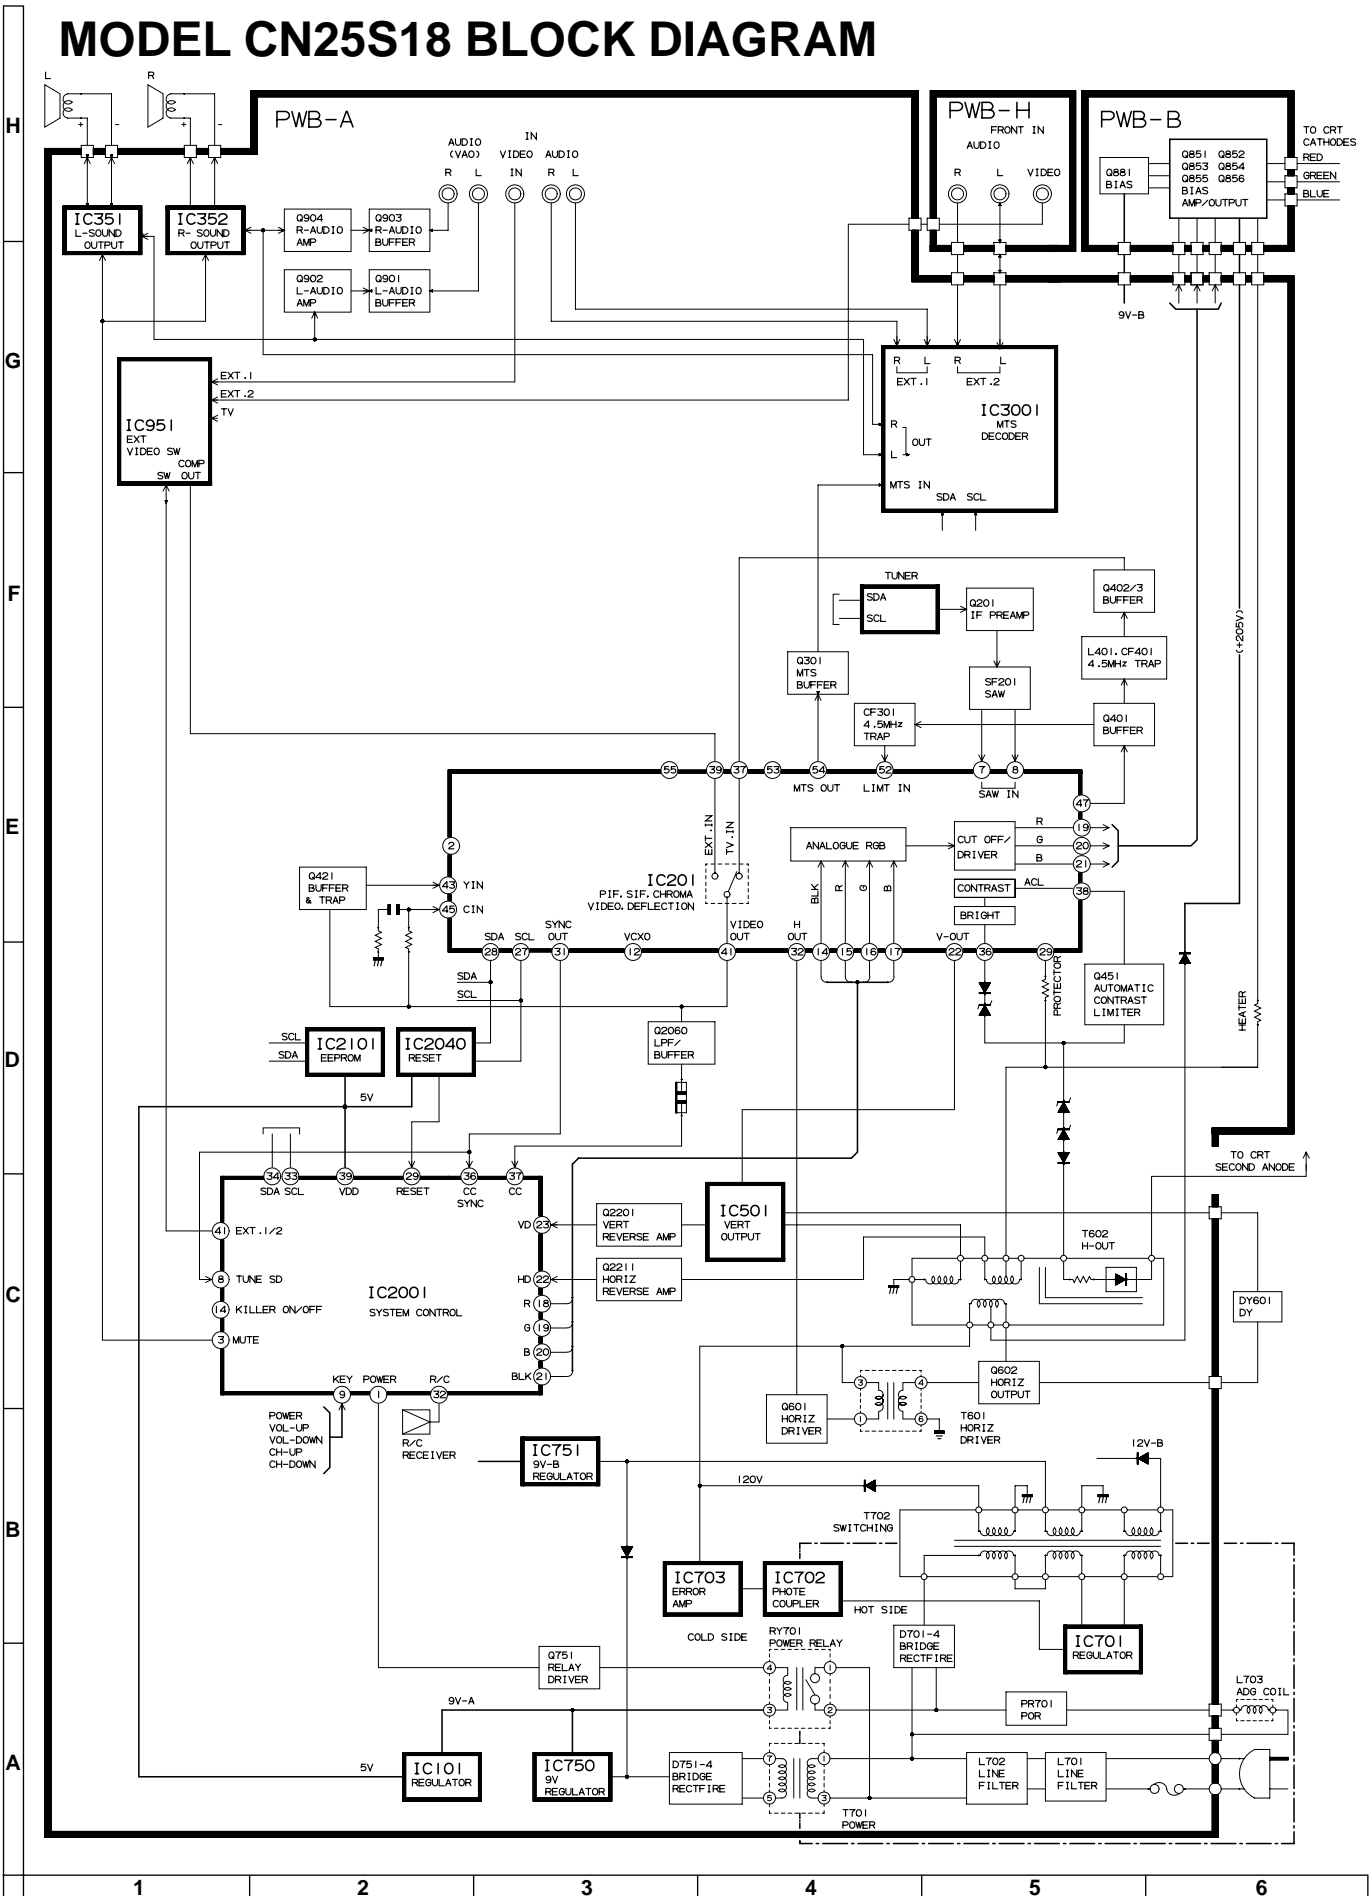 MODEL CN25S18 BLOCK DIAGRAM
L
R
H
PWB-A
PWB-H
PWB-B
FRONT IN
AUDIO
R
L
VIDEO
AUDIO
(VAO)
IN
VIDEO
AUDIO
R
L
IN
R
L
TO CRT
CATHODES
RED
GREEN
BLUE
Q881
BIAS
Q851 Q852
Q853 Q854
Q855 Q856
BIAS
AMP/OUTPUT
+
-
+
-
IC351
L-SOUND
OUTPUT
IC352
R- SOUND
OUTPUT
Q904
R-AUDIO
AMP
Q903
R-AUDIO
BUFFER
Q902
L-AUDIO
AMP
Q901
L-AUDIO
BUFFER
9V-B
G
EXT.1
EXT.2
TV
IC951
EXT
VIDEO SW
COMP
SW OUT
R L R L
EXT.1
EXT.2
IC3001
MTS
DECODER
R
OUT
L
MTS IN
SDA SCL
F
TUNER
SDA
SCL
Q201
IF PREAMP
Q402/3
BUFFER
L401.CF401
4.5MHz TRAP
(+205V)
Q301
MTS
BUFFER
SF201
SAW
CF301
4.5MHz
TRAP
Q401
BUFFER
E
55
39
37
53
54
52
7
8
MTS OUT
LIMT IN
SAW IN
47
EXT.IN
TV.IN
ANALOGUE RGB
CUT OFF/
DRIVER
R
G
B
19
20
21
2
43
YIN
45
CIN
IC201
PIF.SIF.CHROMA
VIDEO.DEFLECTION
BLK
R
G
B
CONTRAST
ACL
38
BRIGHT
Q421
BUFFER
& TRAP
SDA
SCL
SYNC
OUT
VCXO
VIDEO
OUT
H
OUT
V-OUT
28
27
31
12
41
32
14
15
16
17
22
36
29
D
SDA
SCL
PROTECTOR
Q451
AUTOMATIC
CONTRAST
LIMITER
HEATER
SCL
SDA
IC2101
EEPROM
IC2040
RESET
Q2060
LPF/
BUFFER
5V
TO CRT
SECOND ANODE
C
34
33
39
29
36
37
SDA SCL
VDD
RESET
CC
SYNC
CC
41
EXT.1/2
8
TUNE SD
14
KILLER ON/OFF
3
MUTE
IC2001
SYSTEM CONTROL
VD
23
HD
22
R
18
G
19
B
20
BLK
21
KEY
POWER
R/C
9
1
32
Q2201
VERT
REVERSE AMP
Q2211
HORIZ
REVERSE AMP
IC501
VERT
OUTPUT
T602
H-OUT
DY601
DY
Q602
HORIZ
OUTPUT
Q601
HORIZ
DRIVER
3
4
1
6
T601
HORIZ
DRIVER
B
POWER
VOL-UP
VOL-DOWN
CH-UP
CH-DOWN
R/C
RECEIVER
IC751
9V-B
REGULATOR
120V
12V-B
T702
SWITCHING
IC703
ERROR
AMP
IC702
PHOTE
COUPLER
HOT SIDE
COLD SIDE
D701-4
BRIDGE
RECTFIRE
IC701
REGULATOR
A
Q751
RELAY
DRIVER
RY701
POWER RELAY
4
1
3
2
PR701
POR
L703
ADG COIL
9V-A
5V
IC101
REGULATOR
IC750
9V
REGULATOR
D751-4
BRIDGE
RECTFIRE
7
1
5
3
T701
POWER
L702
LINE
FILTER
L701
LINE
FILTER
1
2
3
4
5
6